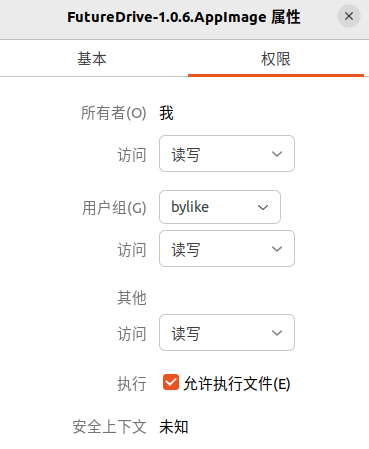 FutureDrive-1.0.6.AppImage 属性
基本 权限
所有者(O) 我
访问 读写
用户组(G) bylike
访问 读写
其他
访问 读写
执行 允许执行文件(E)
安全上下文 未知